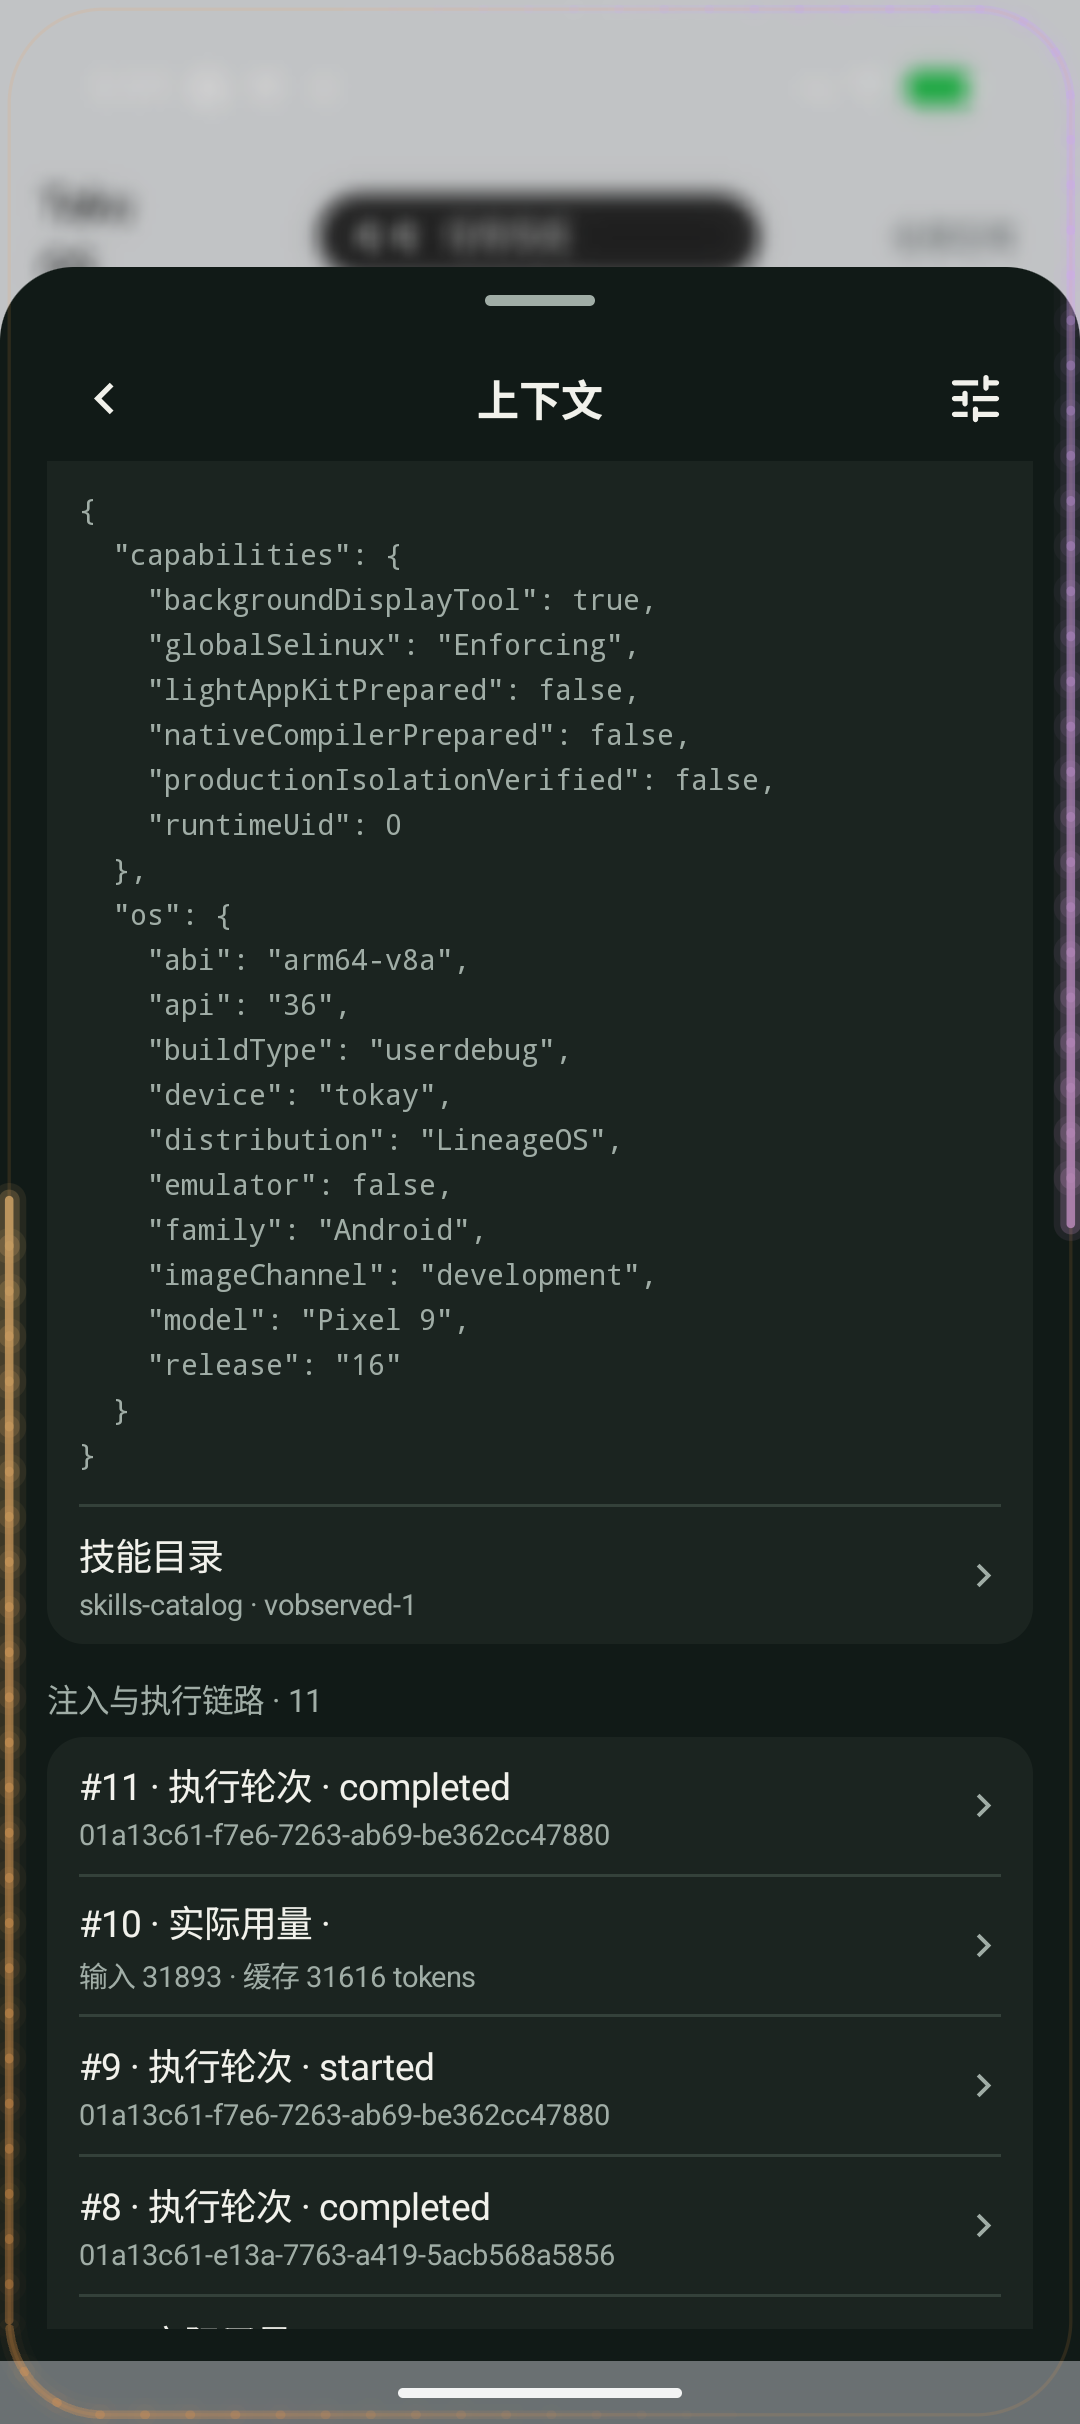 上下文
{
"capabilities": {
"backgroundDisplayTool": true,
"globalSelinux": "Enforcing",
"lightAppKitPrepared": false,
"nativeCompilerPrepared": false,
"productionIsolationVerified": false,
"runtimeUid": 0
},
"os": {
"abi": "arm64-v8a",
"api": "36",
"buildType": "userdebug",
"device": "tokay",
"distribution": "LineageOS",
"emulator": false,
"family": "Android",
"imageChannel": "development",
"model": "Pixel 9",
"release": "16"
}
}
技能目录
skills-catalog · vobserved-1
注入与执行链路 · 11
#11 · 执行轮次 · completed
01a13c61-f7e6-7263-ab69-be362cc47880
#10 · 实际用量 ·
输入 31893 · 缓存 31616 tokens
#9 · 执行轮次 · started
01a13c61-f7e6-7263-ab69-be362cc47880
#8 · 执行轮次 · completed
01a13c61-e13a-7763-a419-5acb568a5856